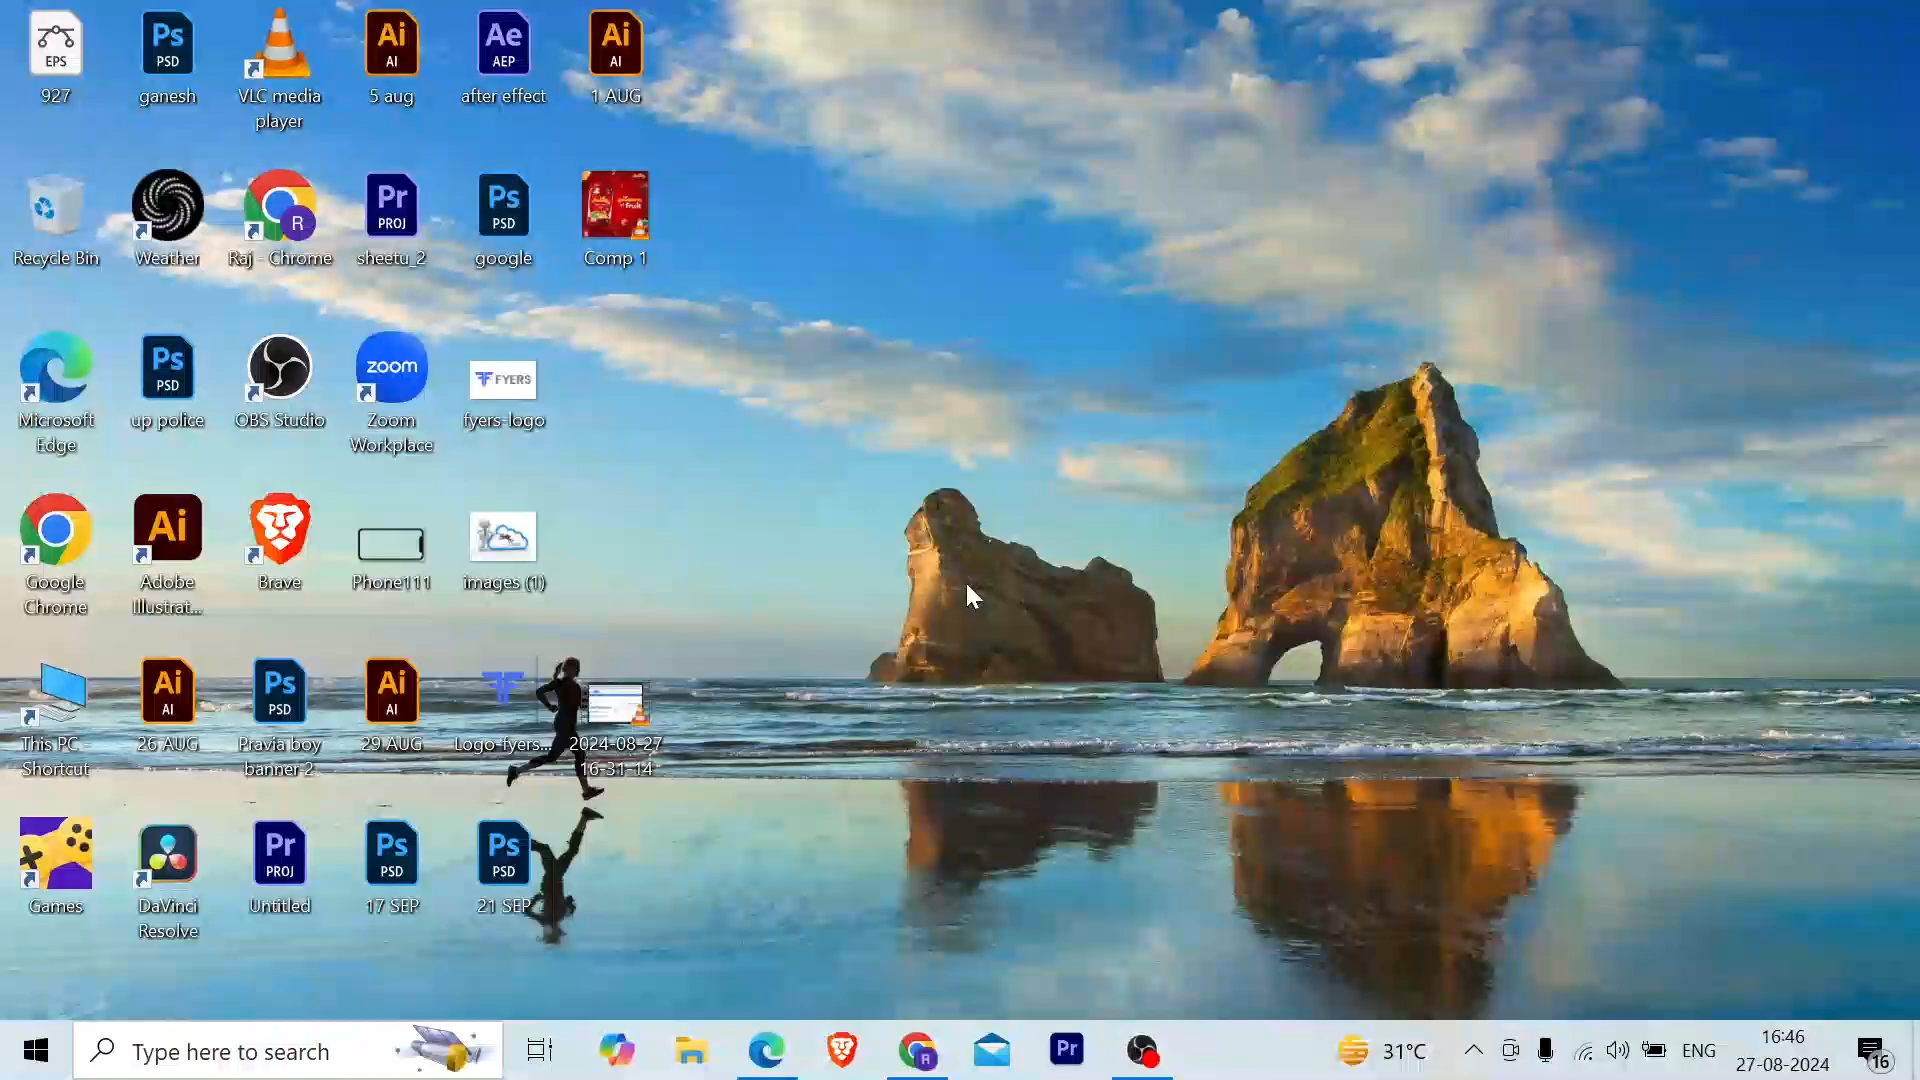 EPS
927
Ps
PSD
ganesh
VLC media
player
Ai
AI
5 aug
Ae
AEP
after effect
Ai
AI
1 AUG
Recycle Bin
Weather
R
Raj - Chrome
Pr
PROJ
sheetu_2
Ps
PSD
google
Comp 1
Microsoft
Edge
Ps
PSD
up police
OBS Studio
zoom
Zoom
Workplace
FYERS
fyers-logo
Google
Chrome
Ai
Adobe
Illustrat...
Brave
Phone111
images (1)
This PC -
Shortcut
Ai
AI
26 AUG
Ps
PSD
Pravia boy
banner 2
Ai
AI
29 AUG
Logo-fyers...
2024-08-27
16-31-14
Games
DaVinci
Resolve
Pr
PROJ
Untitled
Ps
PSD
17 SEP
Ps
PSD
21 SEP
Type here to search
R
Pr
31°C
ENG
16:46
27-08-2024
16